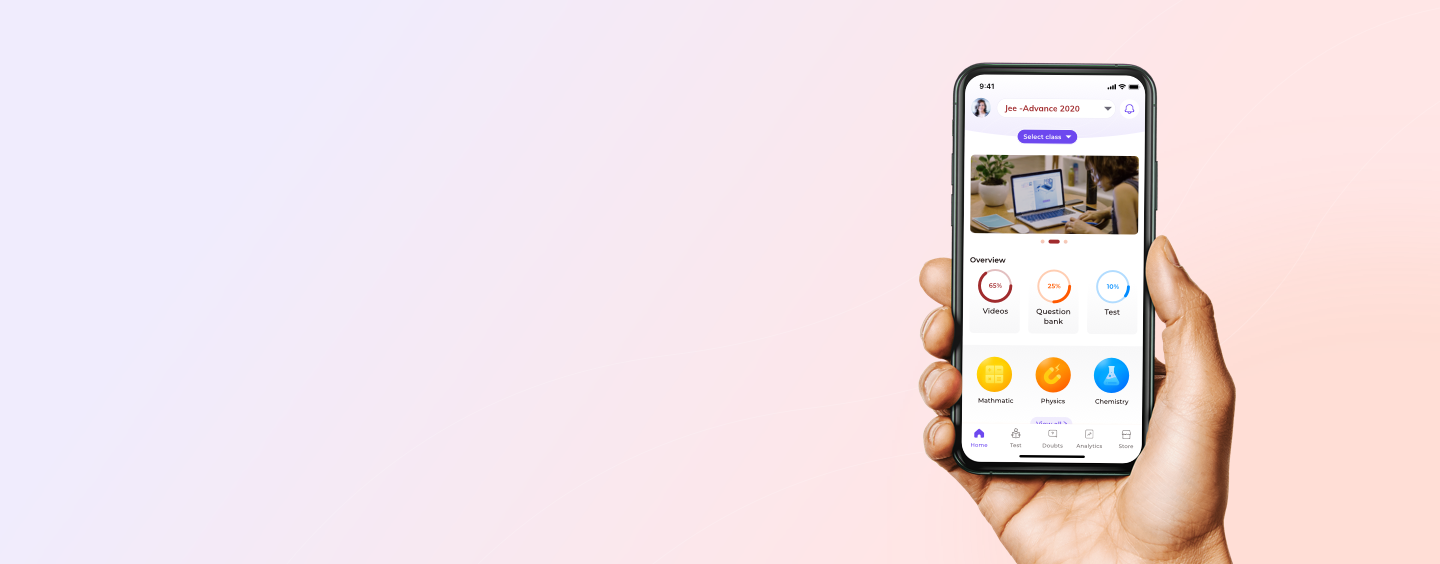 9:41
Jee -Advance 2020
Select class
Overview
65%
25%
10%
Videos
Question
bank
Test
Mathmatic
Physics
Chemistry
View all >
Home
Test
Doubts
Analytics
Store